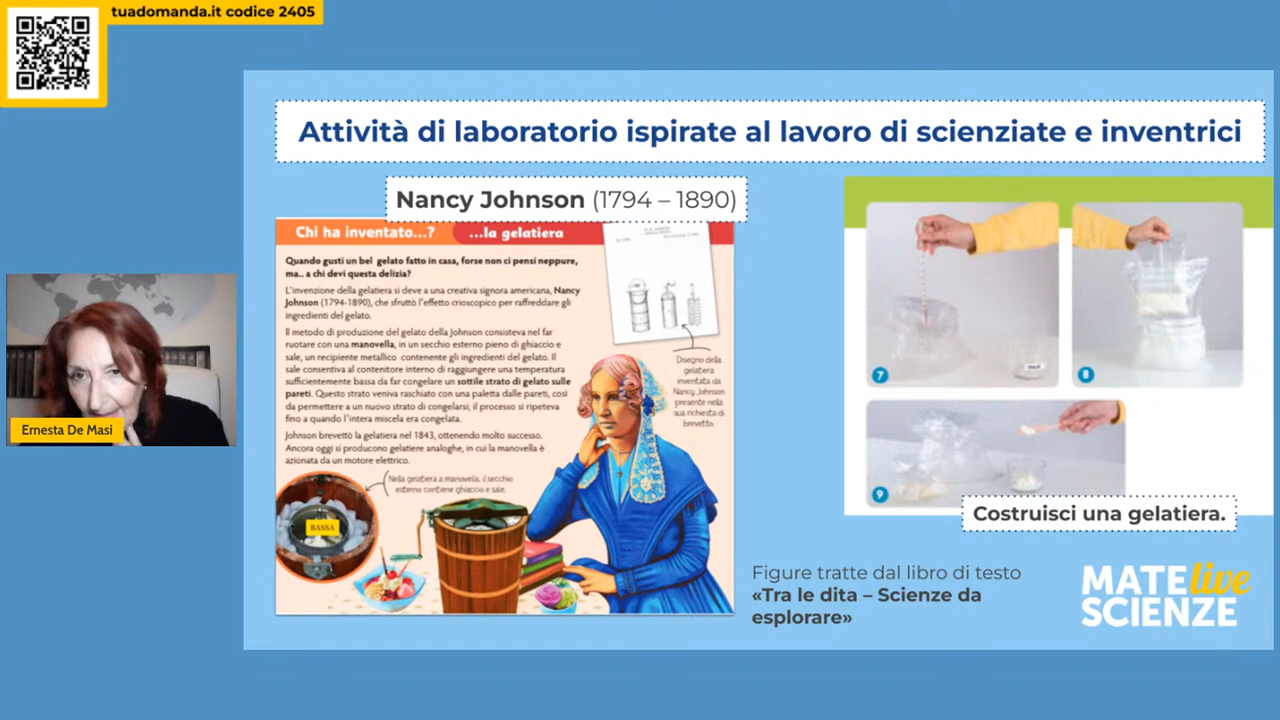 tuadomanda.it codice 2405
Attività di laboratorio ispirate al lavoro di scienziate e inventrici
Nancy Johnson (1794 – 1890)
Chi ha inventato...? ...la gelatiera
Quando gusti un bel gelato fatto in casa, forse non ci pensi neppure,
ma.. a chi devi questa delizia?
L'invenzione della gelatiera si deve a una creativa signora americana, Nancy
Johnson (1794-1890), che sfruttò l'effetto crioscopico per raffreddare gli
ingredienti del gelato.
Il metodo di produzione del gelato della Johnson consisteva nel far
ruotare con una manovella, in un secchio esterno pieno di ghiaccio e
sale, un recipiente metallico contenente gli ingredienti del gelato. Il
sale consentiva al contenitore interno di raggiungere una temperatura
sufficientemente bassa da far congelare un sottile strato di gelato sulle
pareti. Questo strato veniva raschiato con una paletta dalle pareti, così
da permettere a un nuovo strato di congelarsi; il processo si ripeteva
fino a quando l'intera miscela era congelata.
Johnson brevettò la gelatiera nel 1843, ottenendo molto successo.
Ancora oggi si producono gelatiere analoghe, in cui la manovella è
azionata da un motore elettrico.
Disegno della
gelatiera
inventata da
Nancy Johnson
presente nella
sua richiesta di
brevetto.
Nella gelatiera a manovella, il secchio
esterno contiene ghiaccio e sale.
BASSA
7
8
9
Costruisci una gelatiera.
Figure tratte dal libro di testo
«Tra le dita – Scienze da
esplorare»
MATE live
SCIENZE
Ernesta De Masi